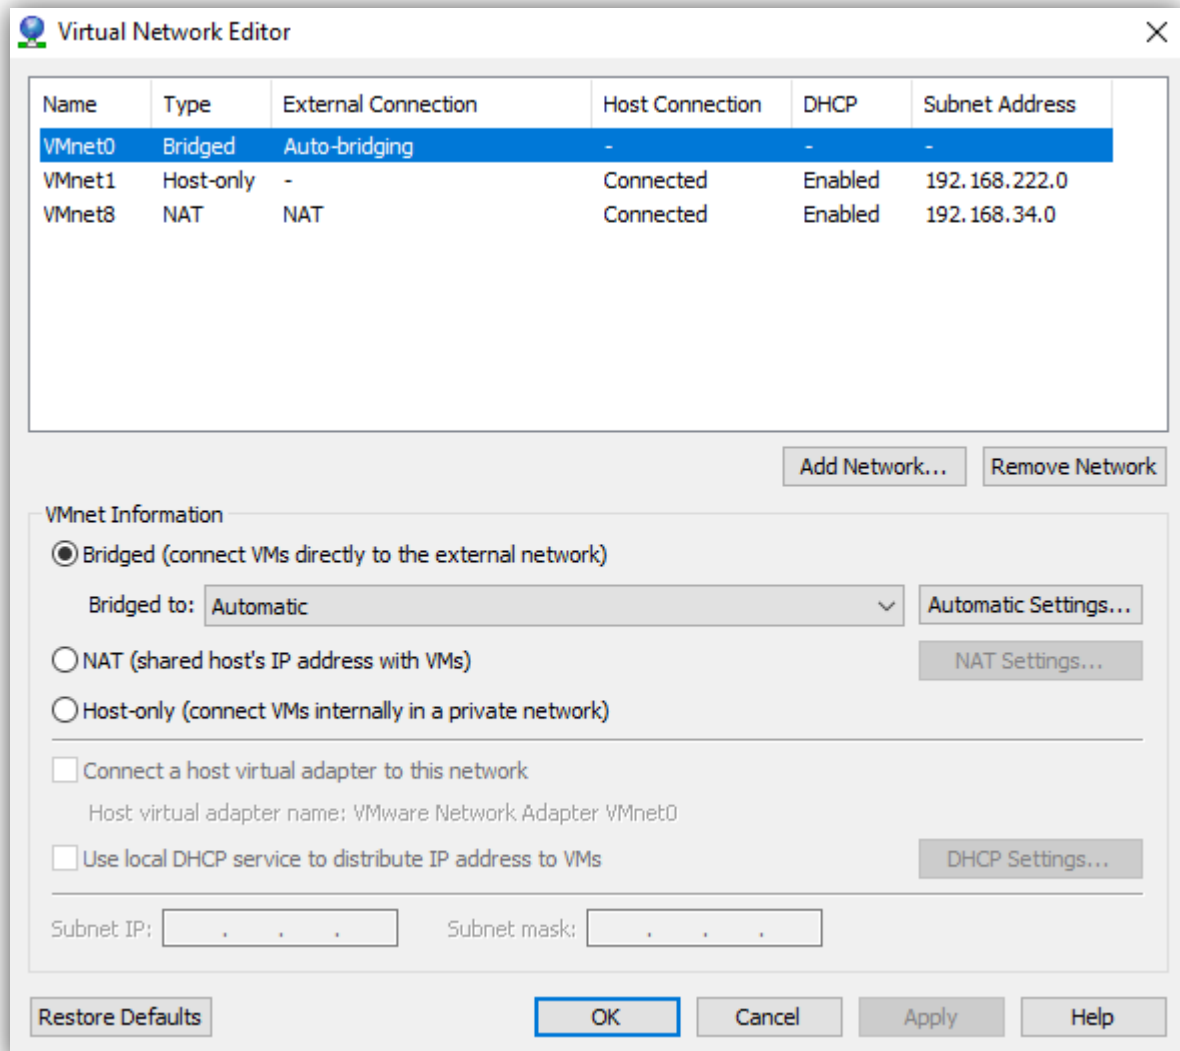 Virtual Network Editor
Name Type External Connection Host Connection DHCP Subnet Address
VMnet0 Bridged Auto-bridging - - -
VMnet1 Host-only - Connected Enabled 192.168.222.0
VMnet8 NAT NAT Connected Enabled 192.168.34.0
Add Network... Remove Network
VMnet Information
Bridged (connect VMs directly to the external network)
Bridged to: Automatic Automatic Settings...
NAT (shared host's IP address with VMs) NAT Settings...
Host-only (connect VMs internally in a private network)
Connect a host virtual adapter to this network
Host virtual adapter name: VMware Network Adapter VMnet0
Use local DHCP service to distribute IP address to VMs DHCP Settings...
Subnet IP: . . . Subnet mask: . . .
Restore Defaults OK Cancel Apply Help